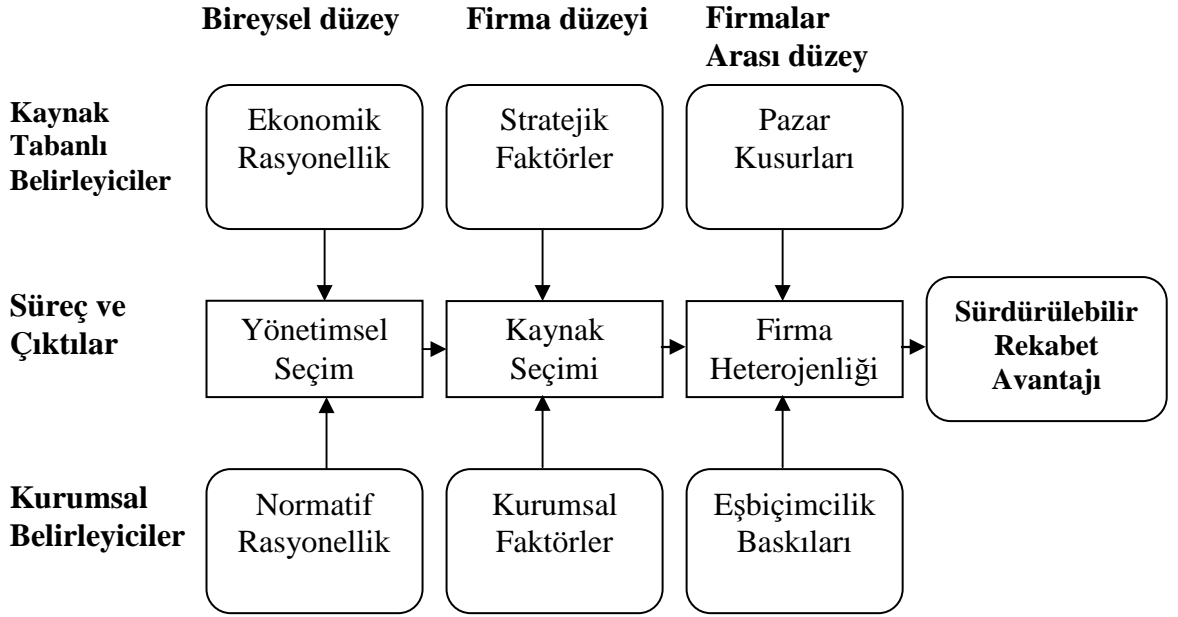 Bireysel düzey
Firma düzeyi
Firmalar
Arası düzey
Kaynak
Tabanlı
Belirleyiciler
Ekonomik
Rasyonellik
Stratejik
Faktörler
Pazar
Kusurları
Süreç ve
Çıktılar
Yönetimsel
Seçim
Kaynak
Seçimi
Firma
Heterojenliği
Sürdürülebilir
Rekabet
Avantajı
Kurumsal
Belirleyiciler
Normatif
Rasyonellik
Kurumsal
Faktörler
Eşbiçimcilik
Baskıları